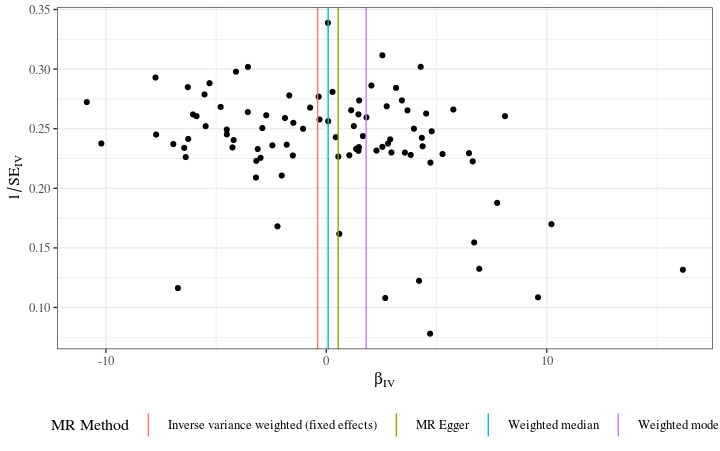 0.35
0.30
0.25
0.20
0.15
0.10
1/SE_IV
-10 0 10
β_IV
MR Method Inverse variance weighted (fixed effects) MR Egger Weighted median Weighted mode